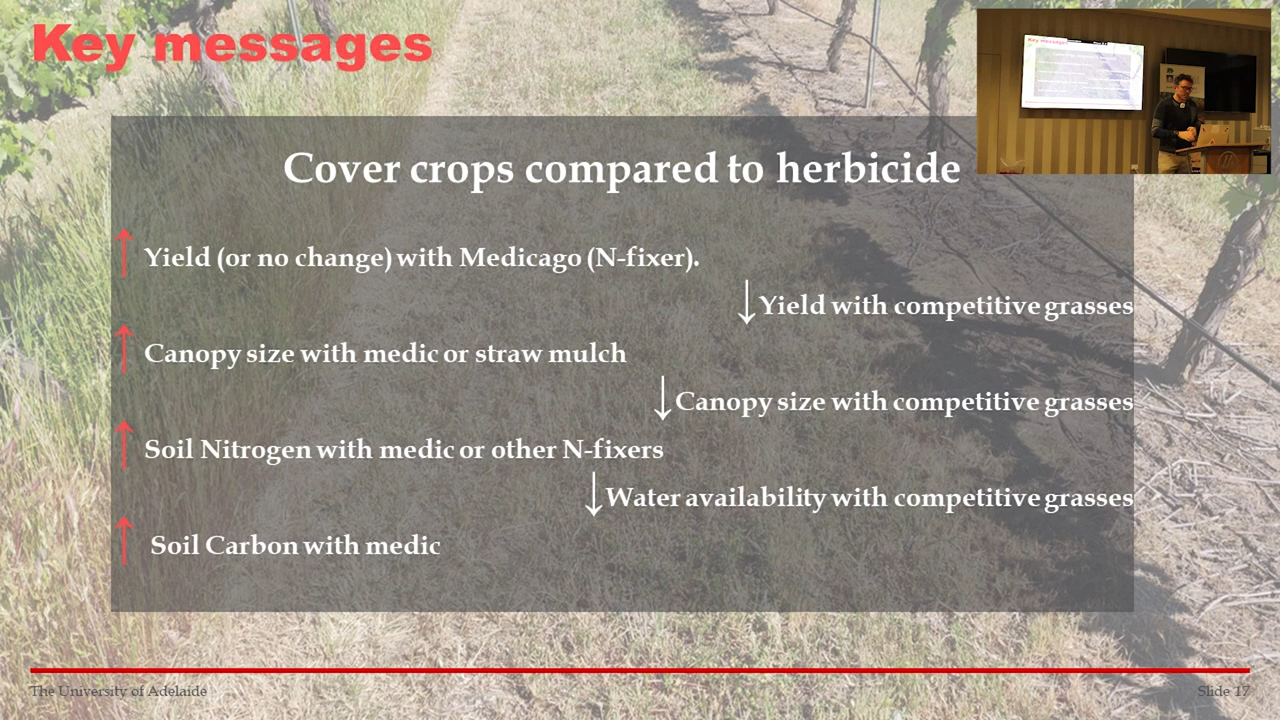 Key messages
Cover crops compared to herbicide
↑ Yield (or no change) with Medicago (N-fixer).
↓ Yield with competitive grasses
↑ Canopy size with medic or straw mulch
↓ Canopy size with competitive grasses
↑ Soil Nitrogen with medic or other N-fixers
↓ Water availability with competitive grasses
↑ Soil Carbon with medic
The University of Adelaide
Slide 17